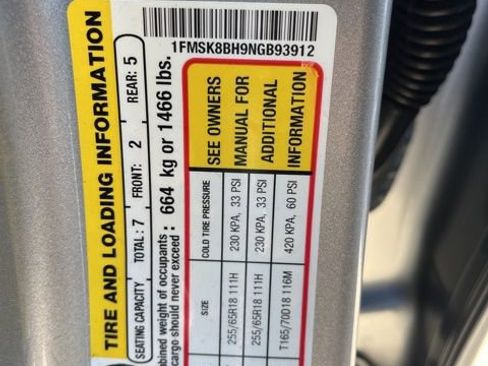 1FMSK8BH9NGB93912
TIRE AND LOADING INFORMATION
SEATING CAPACITY TOTAL: 7 FRONT: 2 REAR: 5
combined weight of occupants
cargo should never exceed : 664 kg or 1466 lbs.
SIZE COLD TIRE PRESSURE SEE OWNERS
255/65R18 111H 230 KPA, 33 PSI MANUAL FOR
255/65R18 111H 230 KPA, 33 PSI ADDITIONAL
T165/70D18 116M 420 KPA, 60 PSI INFORMATION